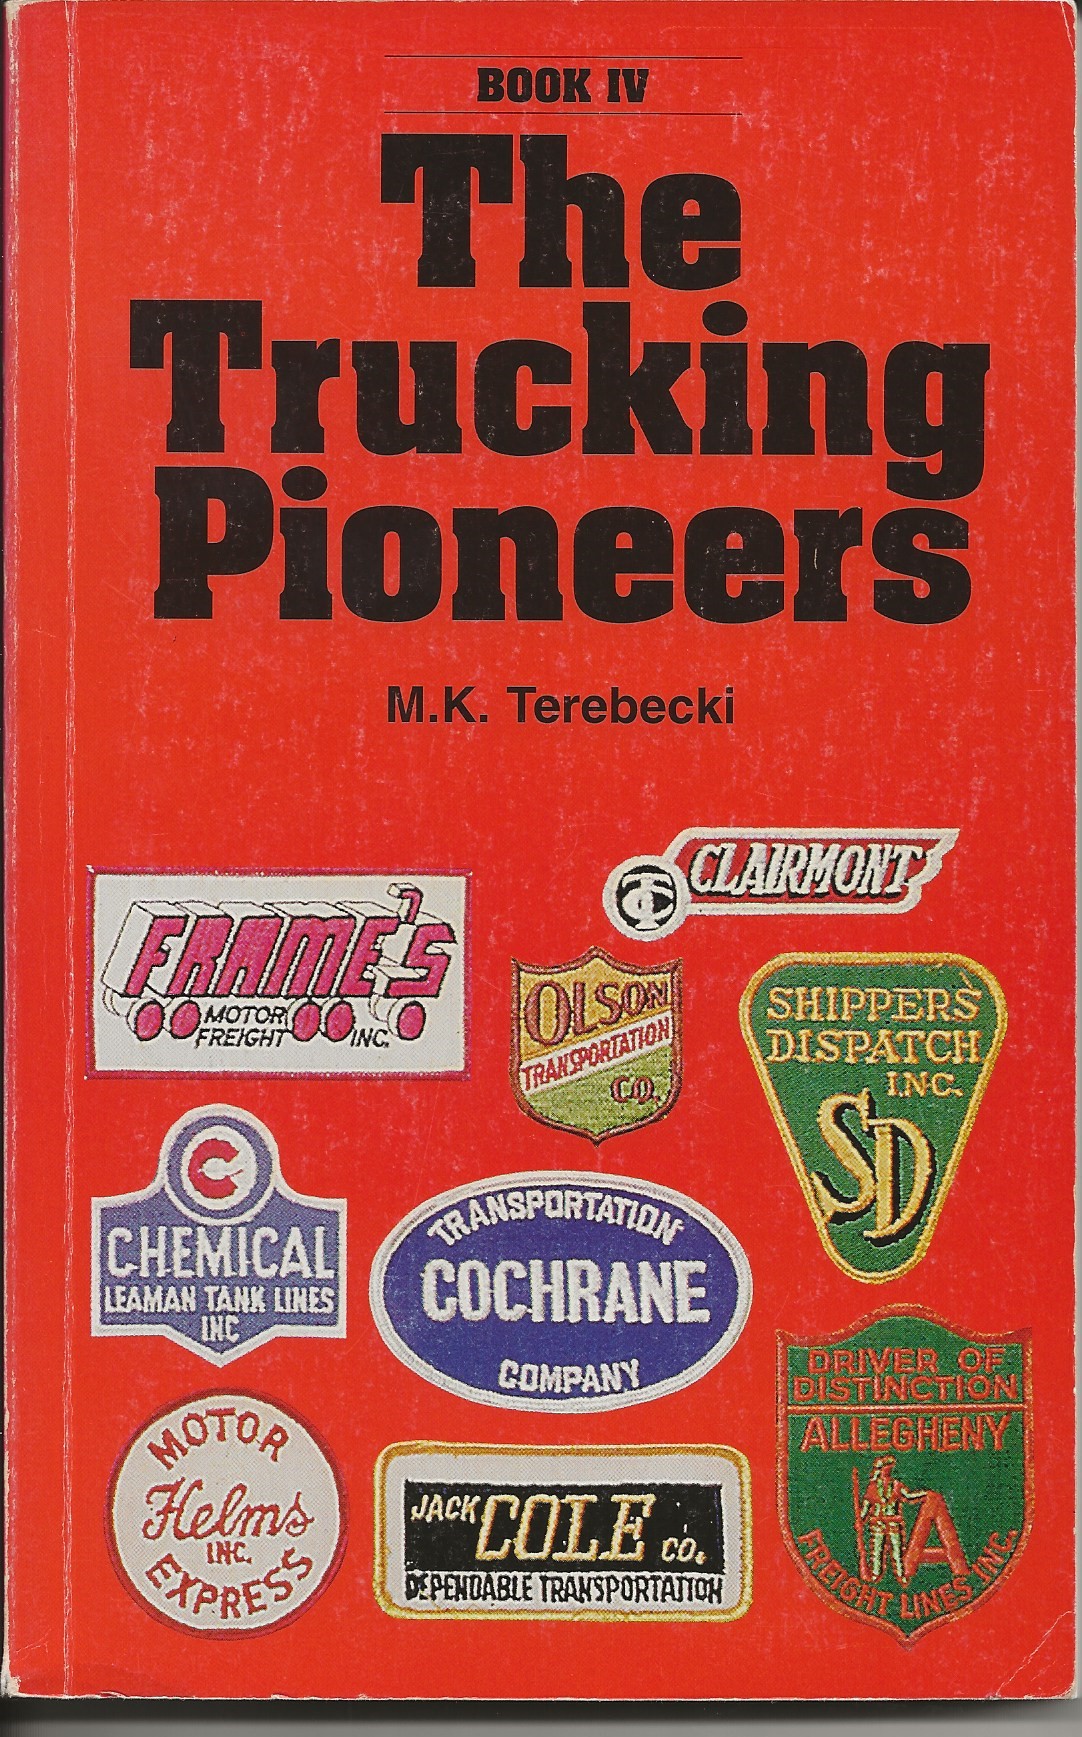 BOOK IV
The
Trucking
Pioneers
M.K. Terebecki
CLAIRMONT
FRAME'S
MOTOR
FREIGHT INC.
OLSON
TRANSPORTATION
CO.
SHIPPERS'
DISPATCH
INC.
SD
C
CHEMICAL
LEAMAN TANK LINES
INC
TRANSPORTATION
COCHRANE
COMPANY
DRIVER OF
DISTINCTION
ALLEGHENY
A
FREIGHT LINES INC.
MOTOR
Helms
INC.
EXPRESS
JACK COLE CO.
DEPENDABLE TRANSPORTATION